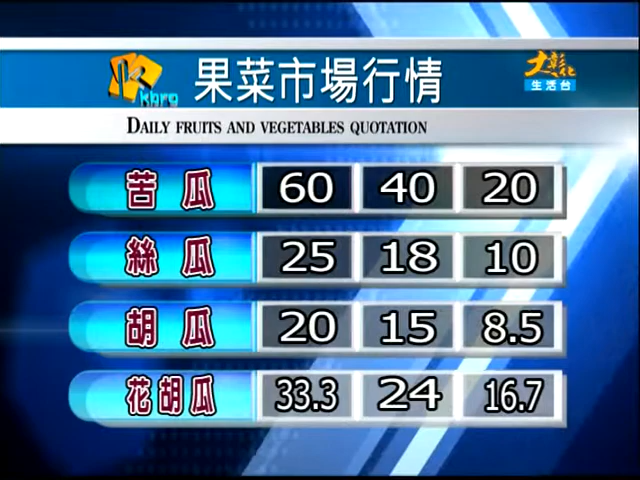 kbro 果菜市場行情 大彰化
生活台
DAILY FRUITS AND VEGETABLES QUOTATION
苦瓜 60 40 20
絲瓜 25 18 10
胡瓜 20 15 8.5
花胡瓜 33.3 24 16.7